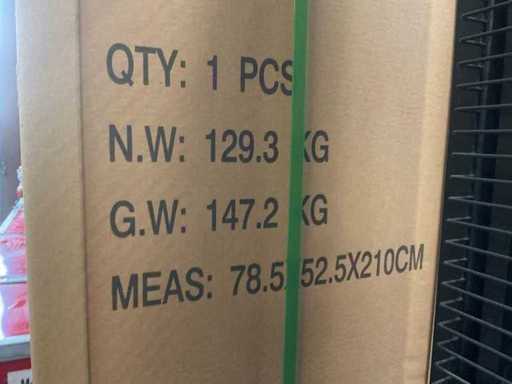 QTY: 1 PCS
N.W: 129.3 KG
G.W: 147.2 KG
MEAS: 78.5X52.5X210CM